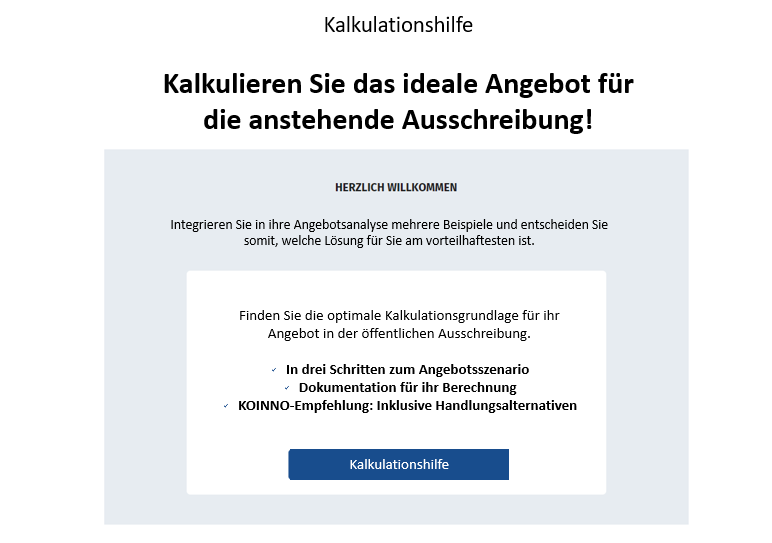 Kalkulationshilfe
Kalkulieren Sie das ideale Angebot für
die anstehende Ausschreibung!
HERZLICH WILLKOMMEN
Integrieren Sie in ihre Angebotsanalyse mehrere Beispiele und entscheiden Sie
somit, welche Lösung für Sie am vorteilhaftesten ist.
Finden Sie die optimale Kalkulationsgrundlage für ihr
Angebot in der öffentlichen Ausschreibung.
✓ In drei Schritten zum Angebotsszenario
✓ Dokumentation für ihr Berechnung
✓ KOINNO-Empfehlung: Inklusive Handlungsalternativen
Kalkulationshilfe